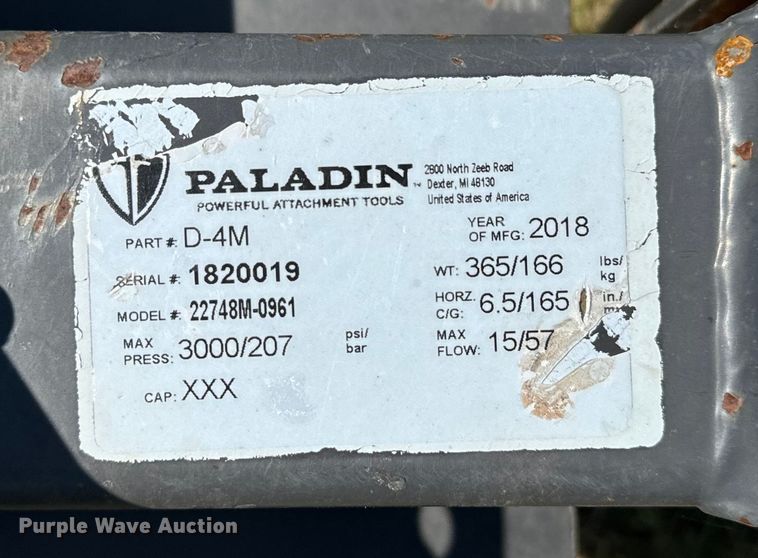 PALADIN™
POWERFUL ATTACHMENT TOOLS
2800 North Zeeb Road
Dexter, MI 48130
United States of America
PART #: D-4M
YEAR OF MFG: 2018
SERIAL #: 1820019
WT: 365/166 lbs/ kg
MODEL #: 22748M-0961
HORZ. C/G: 6.5/165 in./
MAX PRESS: 3000/207 psi/ bar
MAX FLOW: 15/57
CAP: XXX
Purple Wave Auction